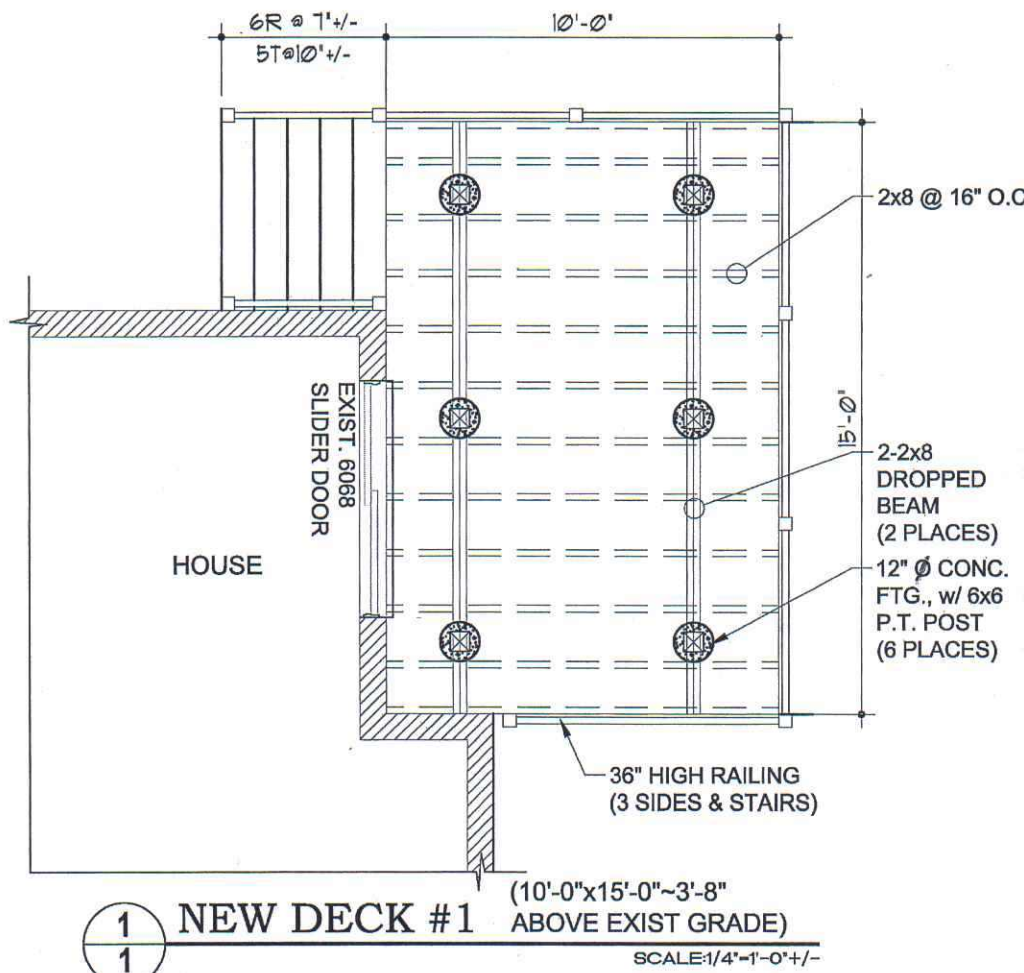 6R @ 7"+/-
5T@10"+/-
10'-0"
2x8 @ 16" O.C
15'-0"
EXIST. 6068
SLIDER DOOR
HOUSE
2-2x8
DROPPED
BEAM
(2 PLACES)
12" Ø CONC.
FTG., w/ 6x6
P.T. POST
(6 PLACES)
36" HIGH RAILING
(3 SIDES & STAIRS)
1
1
NEW DECK #1
(10'-0"x15'-0"~3'-8"
ABOVE EXIST GRADE)
SCALE:1/4"=1'-0"+/-